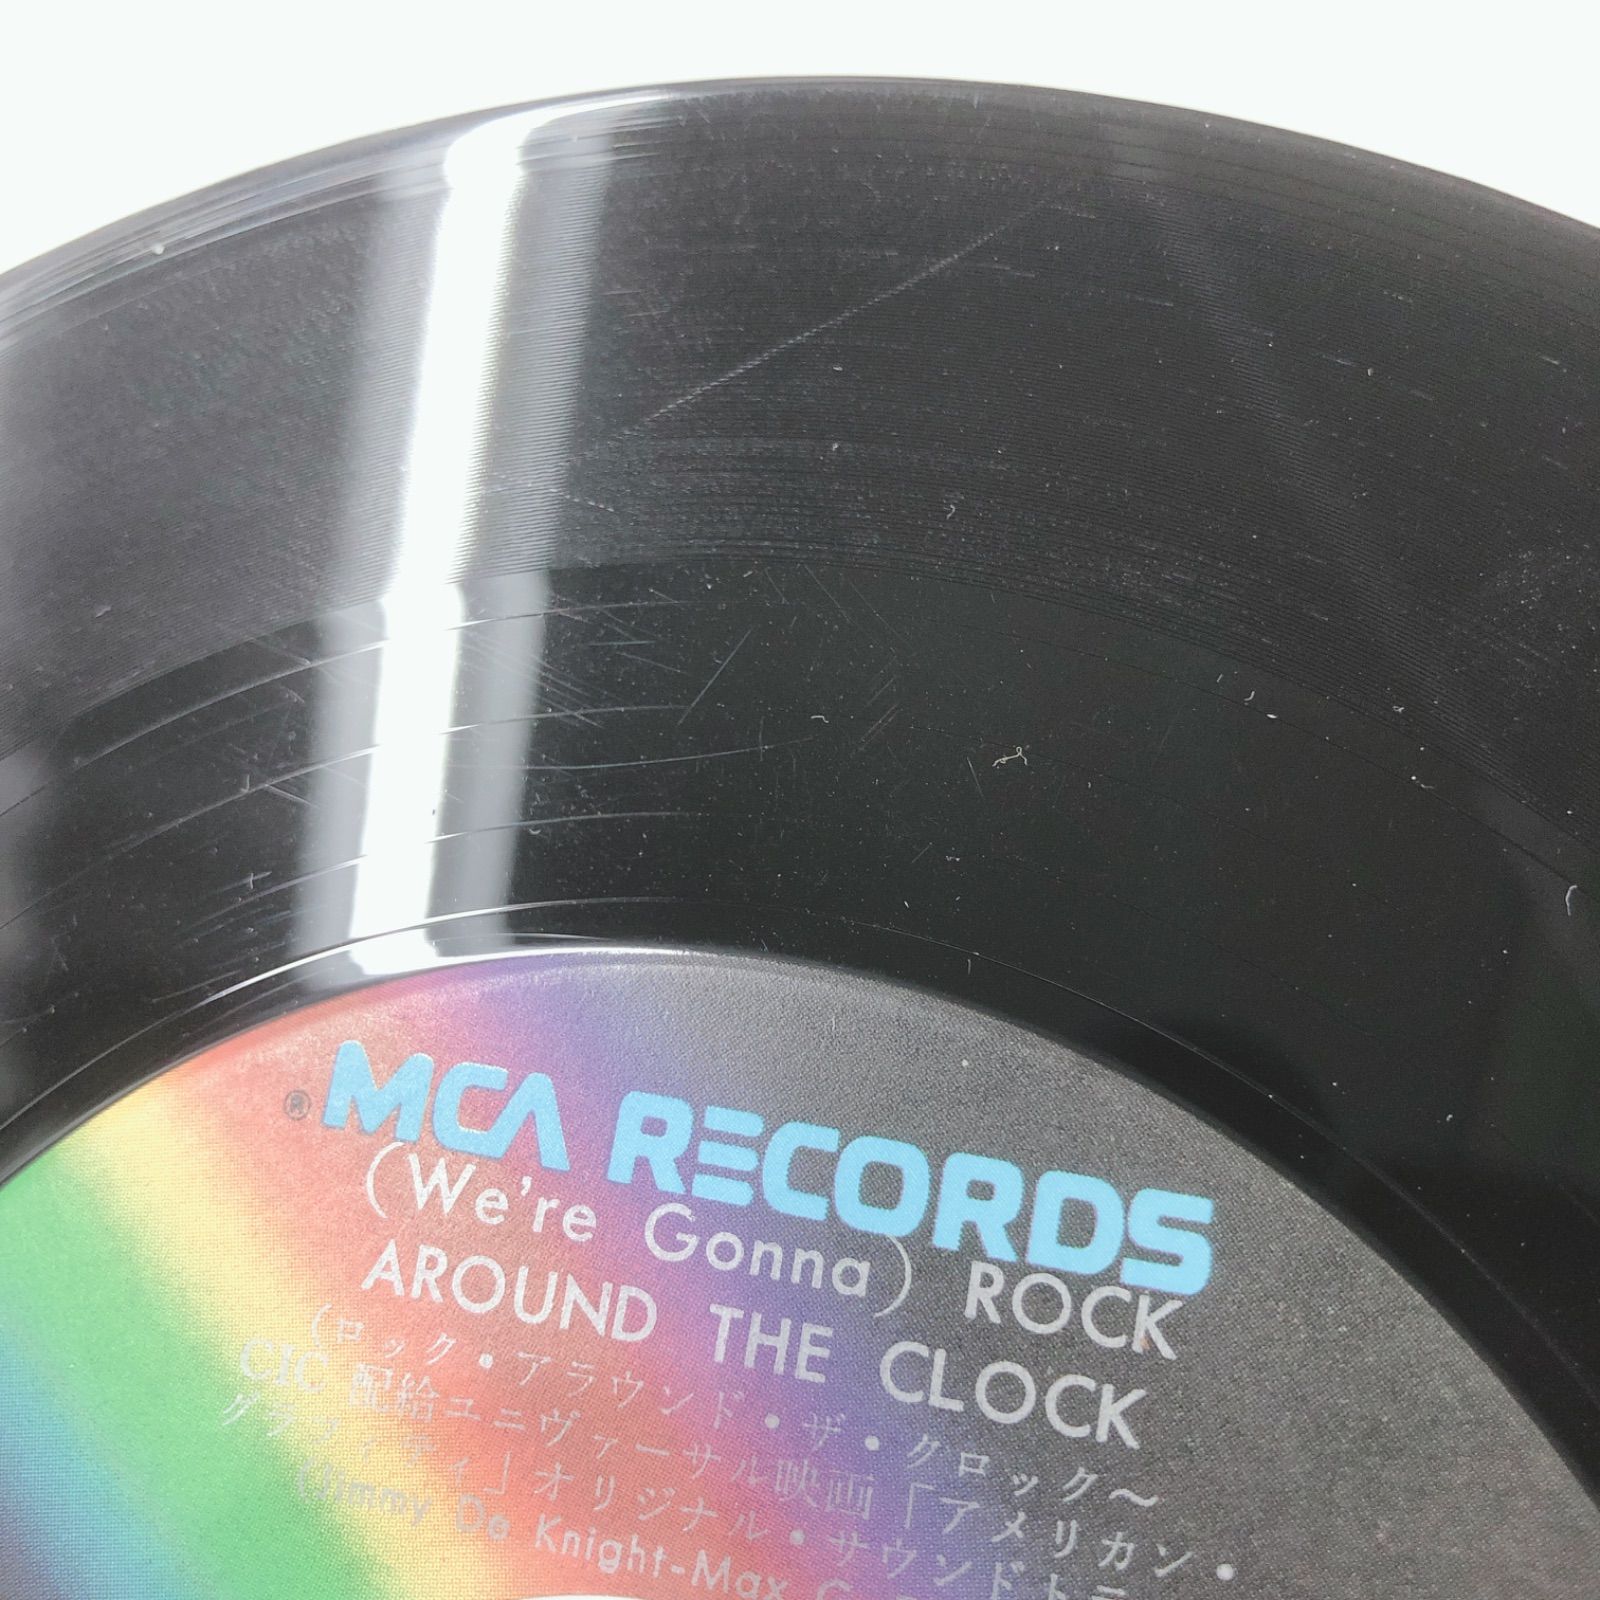 ® MCA RECORDS
(We're Gonna) ROCK
AROUND THE CLOCK
(ロック・アラウンド・ザ・クロック〜
CIC 配給ユニヴァーサル映画「アメリカン・
グラフィティ」オリジナル・サウンドトラ
(Jimmy De Knight-Max